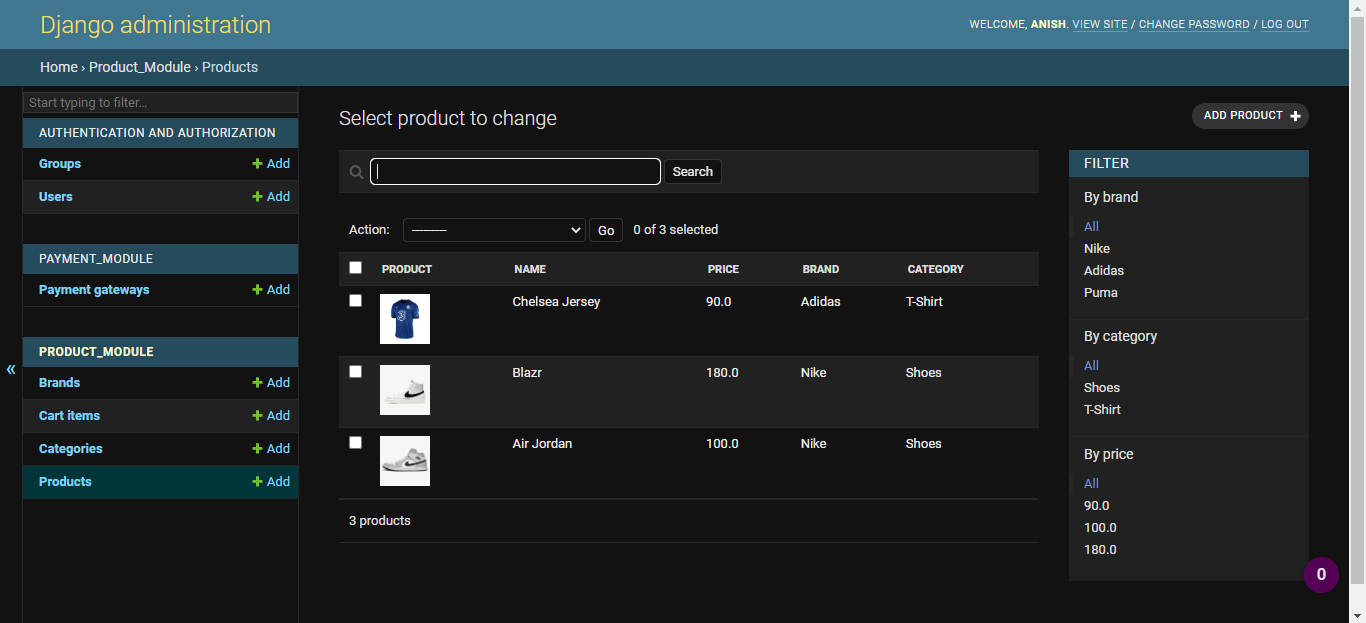 Django administration
WELCOME, ANISH. VIEW SITE / CHANGE PASSWORD / LOG OUT
Home › Product_Module › Products
Start typing to filter...
AUTHENTICATION AND AUTHORIZATION
Groups + Add
Users + Add
PAYMENT_MODULE
Payment gateways + Add
PRODUCT_MODULE
Brands + Add
Cart items + Add
Categories + Add
Products + Add
«
Select product to change
ADD PRODUCT +
Search
Action: --------- Go 0 of 3 selected
PRODUCT NAME PRICE BRAND CATEGORY
Chelsea Jersey 90.0 Adidas T-Shirt
Blazr 180.0 Nike Shoes
Air Jordan 100.0 Nike Shoes
3 products
FILTER
By brand
All
Nike
Adidas
Puma
By category
All
Shoes
T-Shirt
By price
All
90.0
100.0
180.0
0